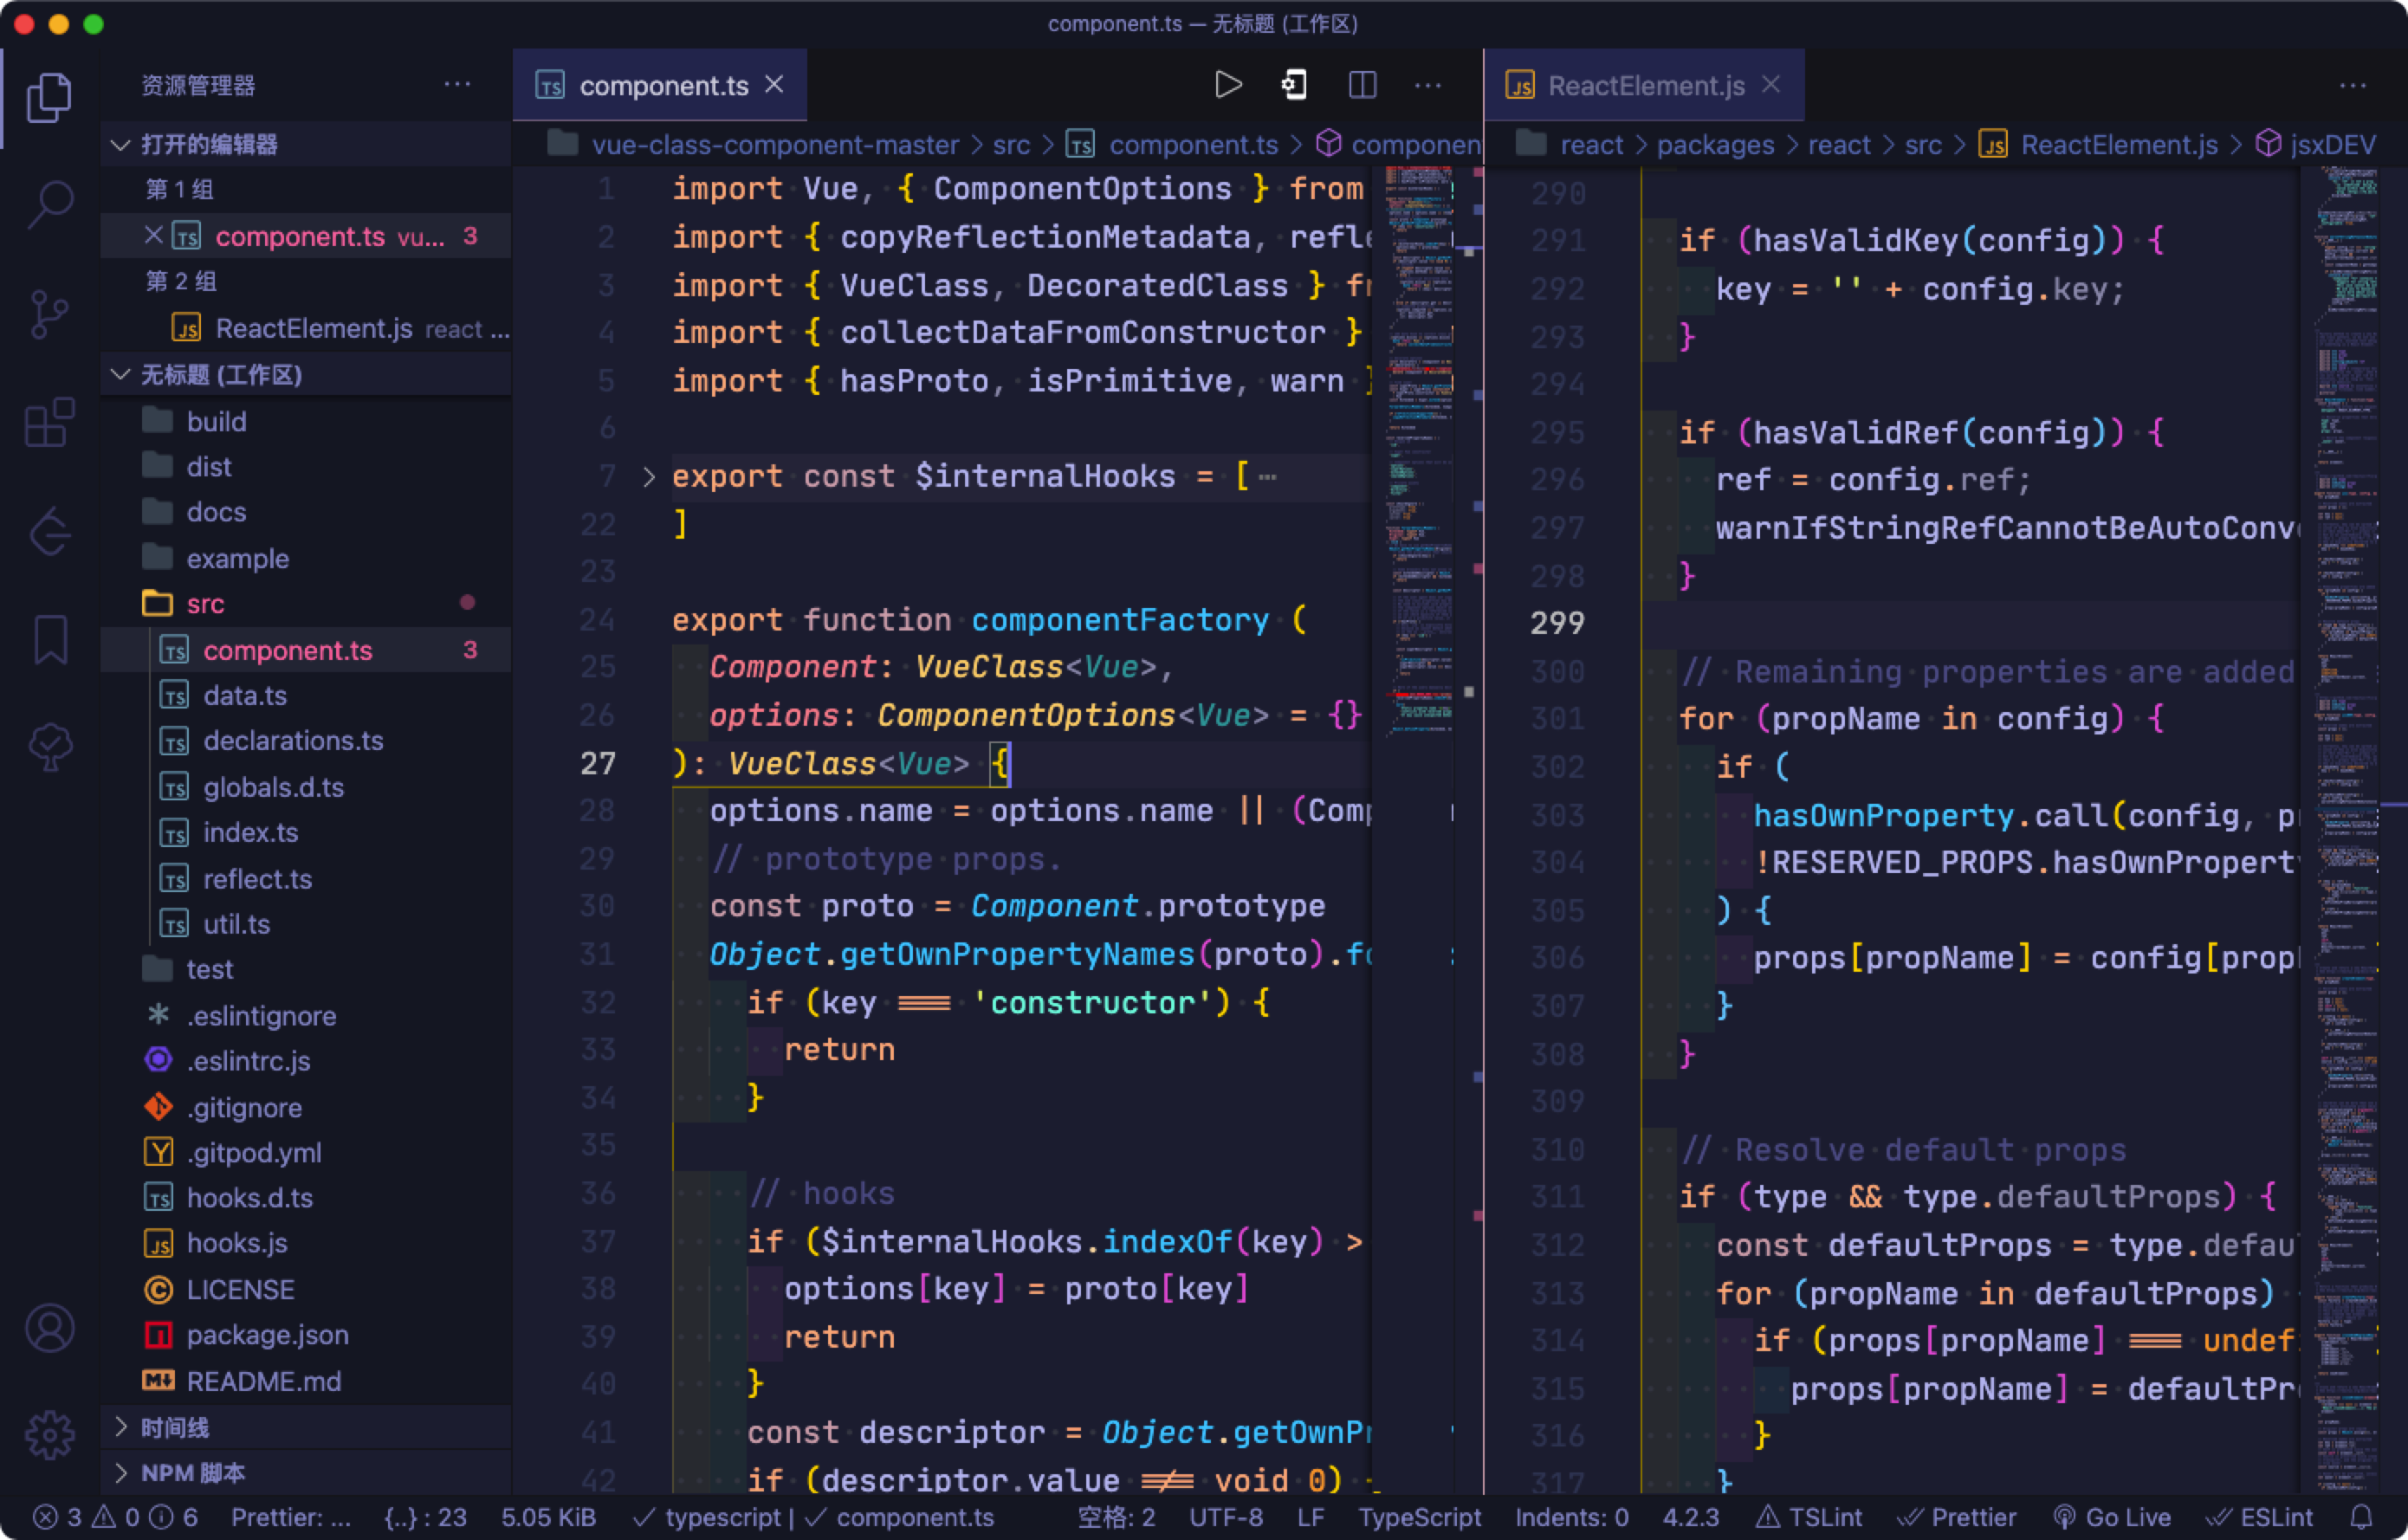 component.ts — 无标题 (工作区)
资源管理器
打开的编辑器
第 1 组
component.ts vu... 3
第 2 组
ReactElement.js react ...
无标题 (工作区)
build
dist
docs
example
src
component.ts 3
data.ts
declarations.ts
globals.d.ts
index.ts
reflect.ts
util.ts
test
.eslintignore
.eslintrc.js
.gitignore
.gitpod.yml
hooks.d.ts
hooks.js
LICENSE
package.json
README.md
时间线
NPM 脚本
component.ts
vue-class-component-master > src > component.ts > componen
1 import Vue, { ComponentOptions } from
2 import { copyReflectionMetadata, refle
3 import { VueClass, DecoratedClass } fr
4 import { collectDataFromConstructor }
5 import { hasProto, isPrimitive, warn }
6
7 export const $internalHooks = [ ...
22 ]
23
24 export function componentFactory (
25 Component: VueClass<Vue>,
26 options: ComponentOptions<Vue> = {}
27 ): VueClass<Vue> {
28 options.name = options.name || (Comp
29 // prototype props.
30 const proto = Component.prototype
31 Object.getOwnPropertyNames(proto).fo
32 if (key === 'constructor') {
33 return
34 }
35
36 // hooks
37 if ($internalHooks.indexOf(key) >
38 options[key] = proto[key]
39 return
40 }
41 const descriptor = Object.getOwnPr
42 if (descriptor.value !== void 0) {
ReactElement.js
react > packages > react > src > ReactElement.js > jsxDEV
290
291 if (hasValidKey(config)) {
292 key = '' + config.key;
293 }
294
295 if (hasValidRef(config)) {
296 ref = config.ref;
297 warnIfStringRefCannotBeAutoConv
298 }
299
300 // Remaining properties are added
301 for (propName in config) {
302 if (
303 hasOwnProperty.call(config, p
304 !RESERVED_PROPS.hasOwnProperty
305 ) {
306 props[propName] = config[prop
307 }
308 }
309
310 // Resolve default props
311 if (type && type.defaultProps) {
312 const defaultProps = type.defau
313 for (propName in defaultProps)
314 if (props[propName] === undef
315 props[propName] = defaultPr
316 }
317 }
3 0 6 Prettier: ... {..} : 23 5.05 KiB typescript | component.ts 空格: 2 UTF-8 LF TypeScript Indents: 0 4.2.3 TSLint Prettier Go Live ESLint